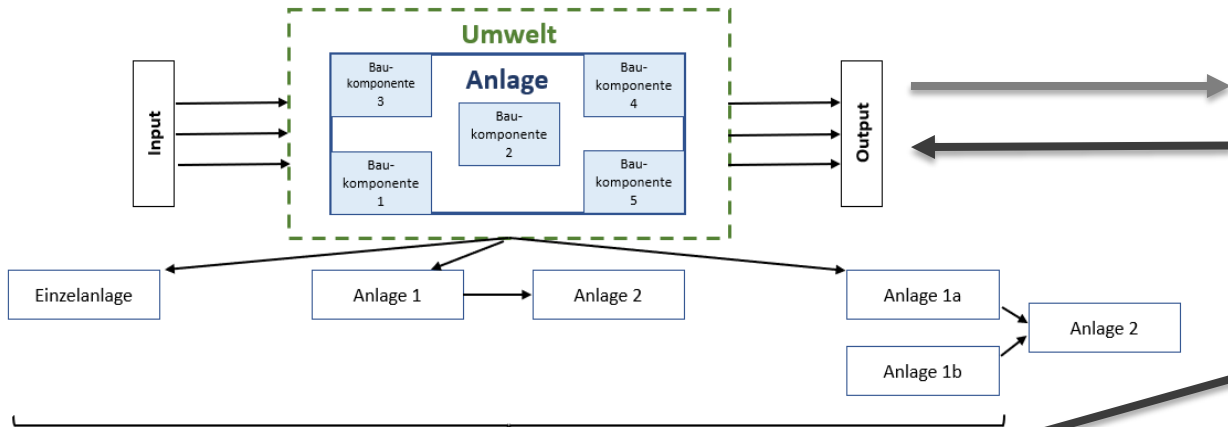 Umwelt
Input
Anlage
Bau-
komponente
3
Bau-
komponente
4
Bau-
komponente
2
Bau-
komponente
1
Bau-
komponente
5
Output
Einzelanlage
Anlage 1
Anlage 2
Anlage 1a
Anlage 2
Anlage 1b